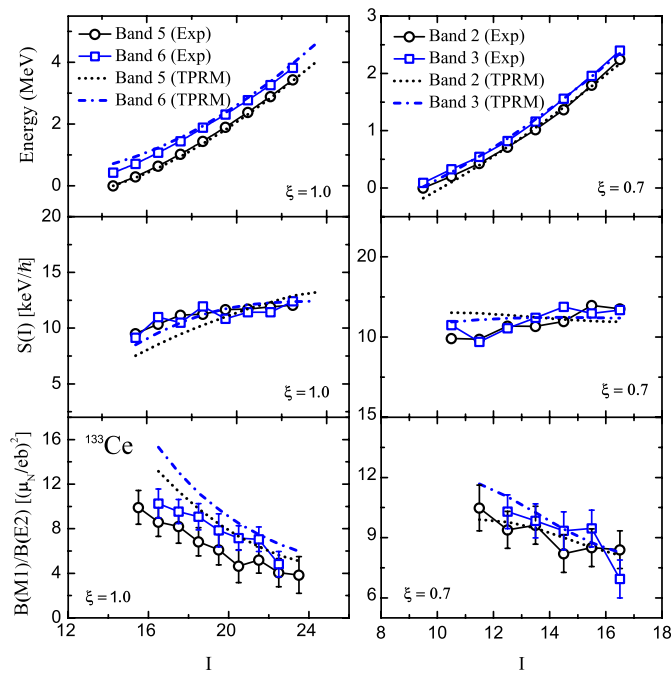 Energy (MeV)
4
2
0
Band 5 (Exp)
Band 6 (Exp)
Band 5 (TPRM)
Band 6 (TPRM)
ξ = 1.0
3
2
1
0
Band 2 (Exp)
Band 3 (Exp)
Band 2 (TPRM)
Band 3 (TPRM)
ξ = 0.7
S(I) [keV/ħ]
20
15
10
5
ξ = 1.0
20
10
15
ξ = 0.7
B(M1)/B(E2) [(μN/eb)²]
16
12
8
4
0
¹³³Ce
ξ = 1.0
12
9
6
ξ = 0.7
12 16 20 24
8 10 12 14 16 18
I
I